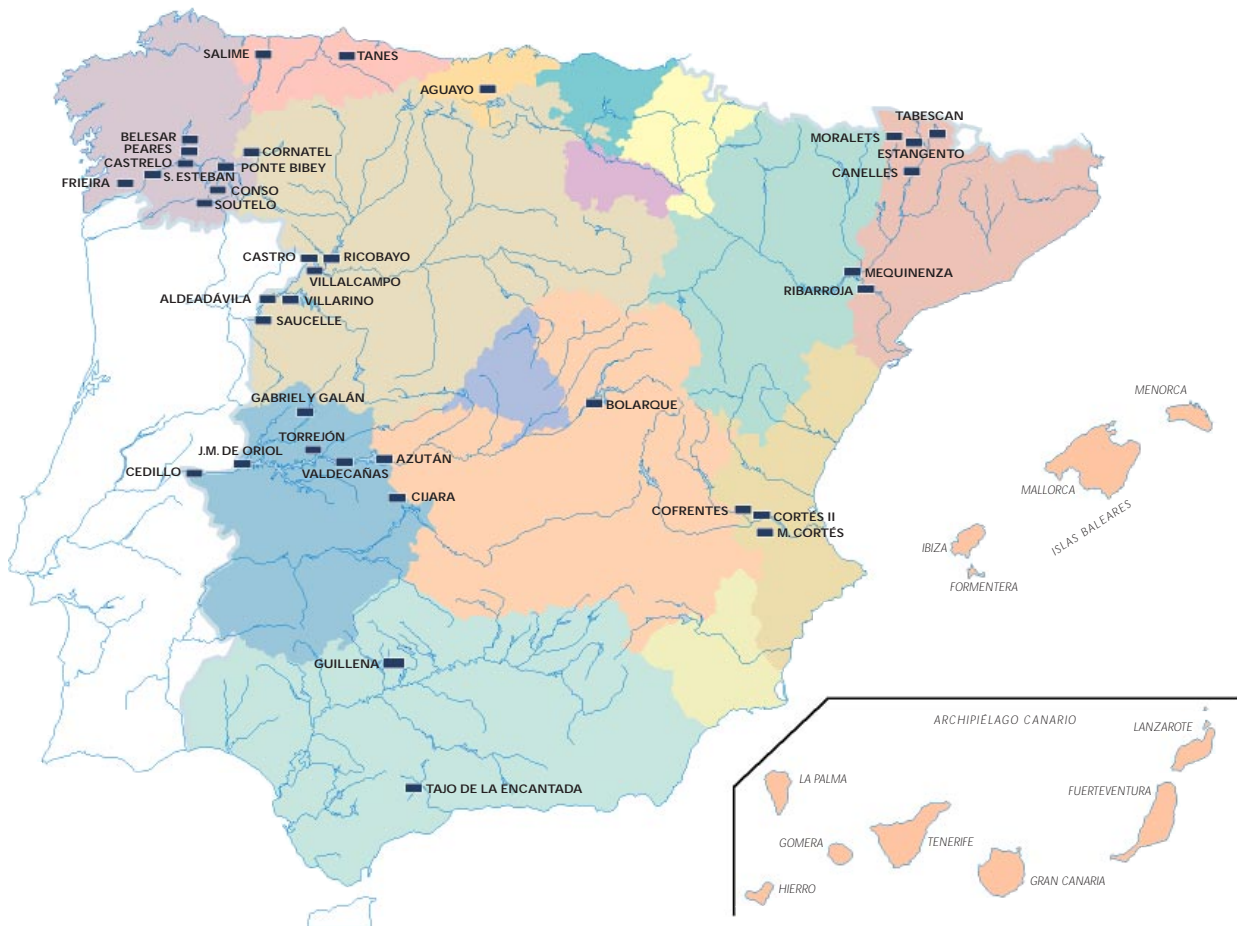 SALIME
TANES
AGUAYO
TABESCAN
MORALETS
ESTANGENTO
CANELLES
BELESAR
PEARES
CASTRELO
S. ESTEBAN
FRIEIRA
CORNATEL
PONTE BIBEY
CONSO
SOUTELO
CASTRO
RICOBAYO
VILLALCAMPO
ALDEADÁVILA
VILLARINO
SAUCELLE
MEQUINENZA
RIBARROJA
GABRIEL Y GALÁN
BOLARQUE
TORREJÓN
J.M. DE ORIOL
CEDILLO
VALDECAÑAS
AZUTÁN
CIJARA
COFRENTES
CORTES II
M. CORTÉS
MENORCA
MALLORCA
ISLAS BALEARES
IBIZA
FORMENTERA
GUILLENA
TAJO DE LA ENCANTADA
ARCHIPIÉLAGO CANARIO
LANZAROTE
LA PALMA
FUERTEVENTURA
GOMERA
TENERIFE
HIERRO
GRAN CANARIA